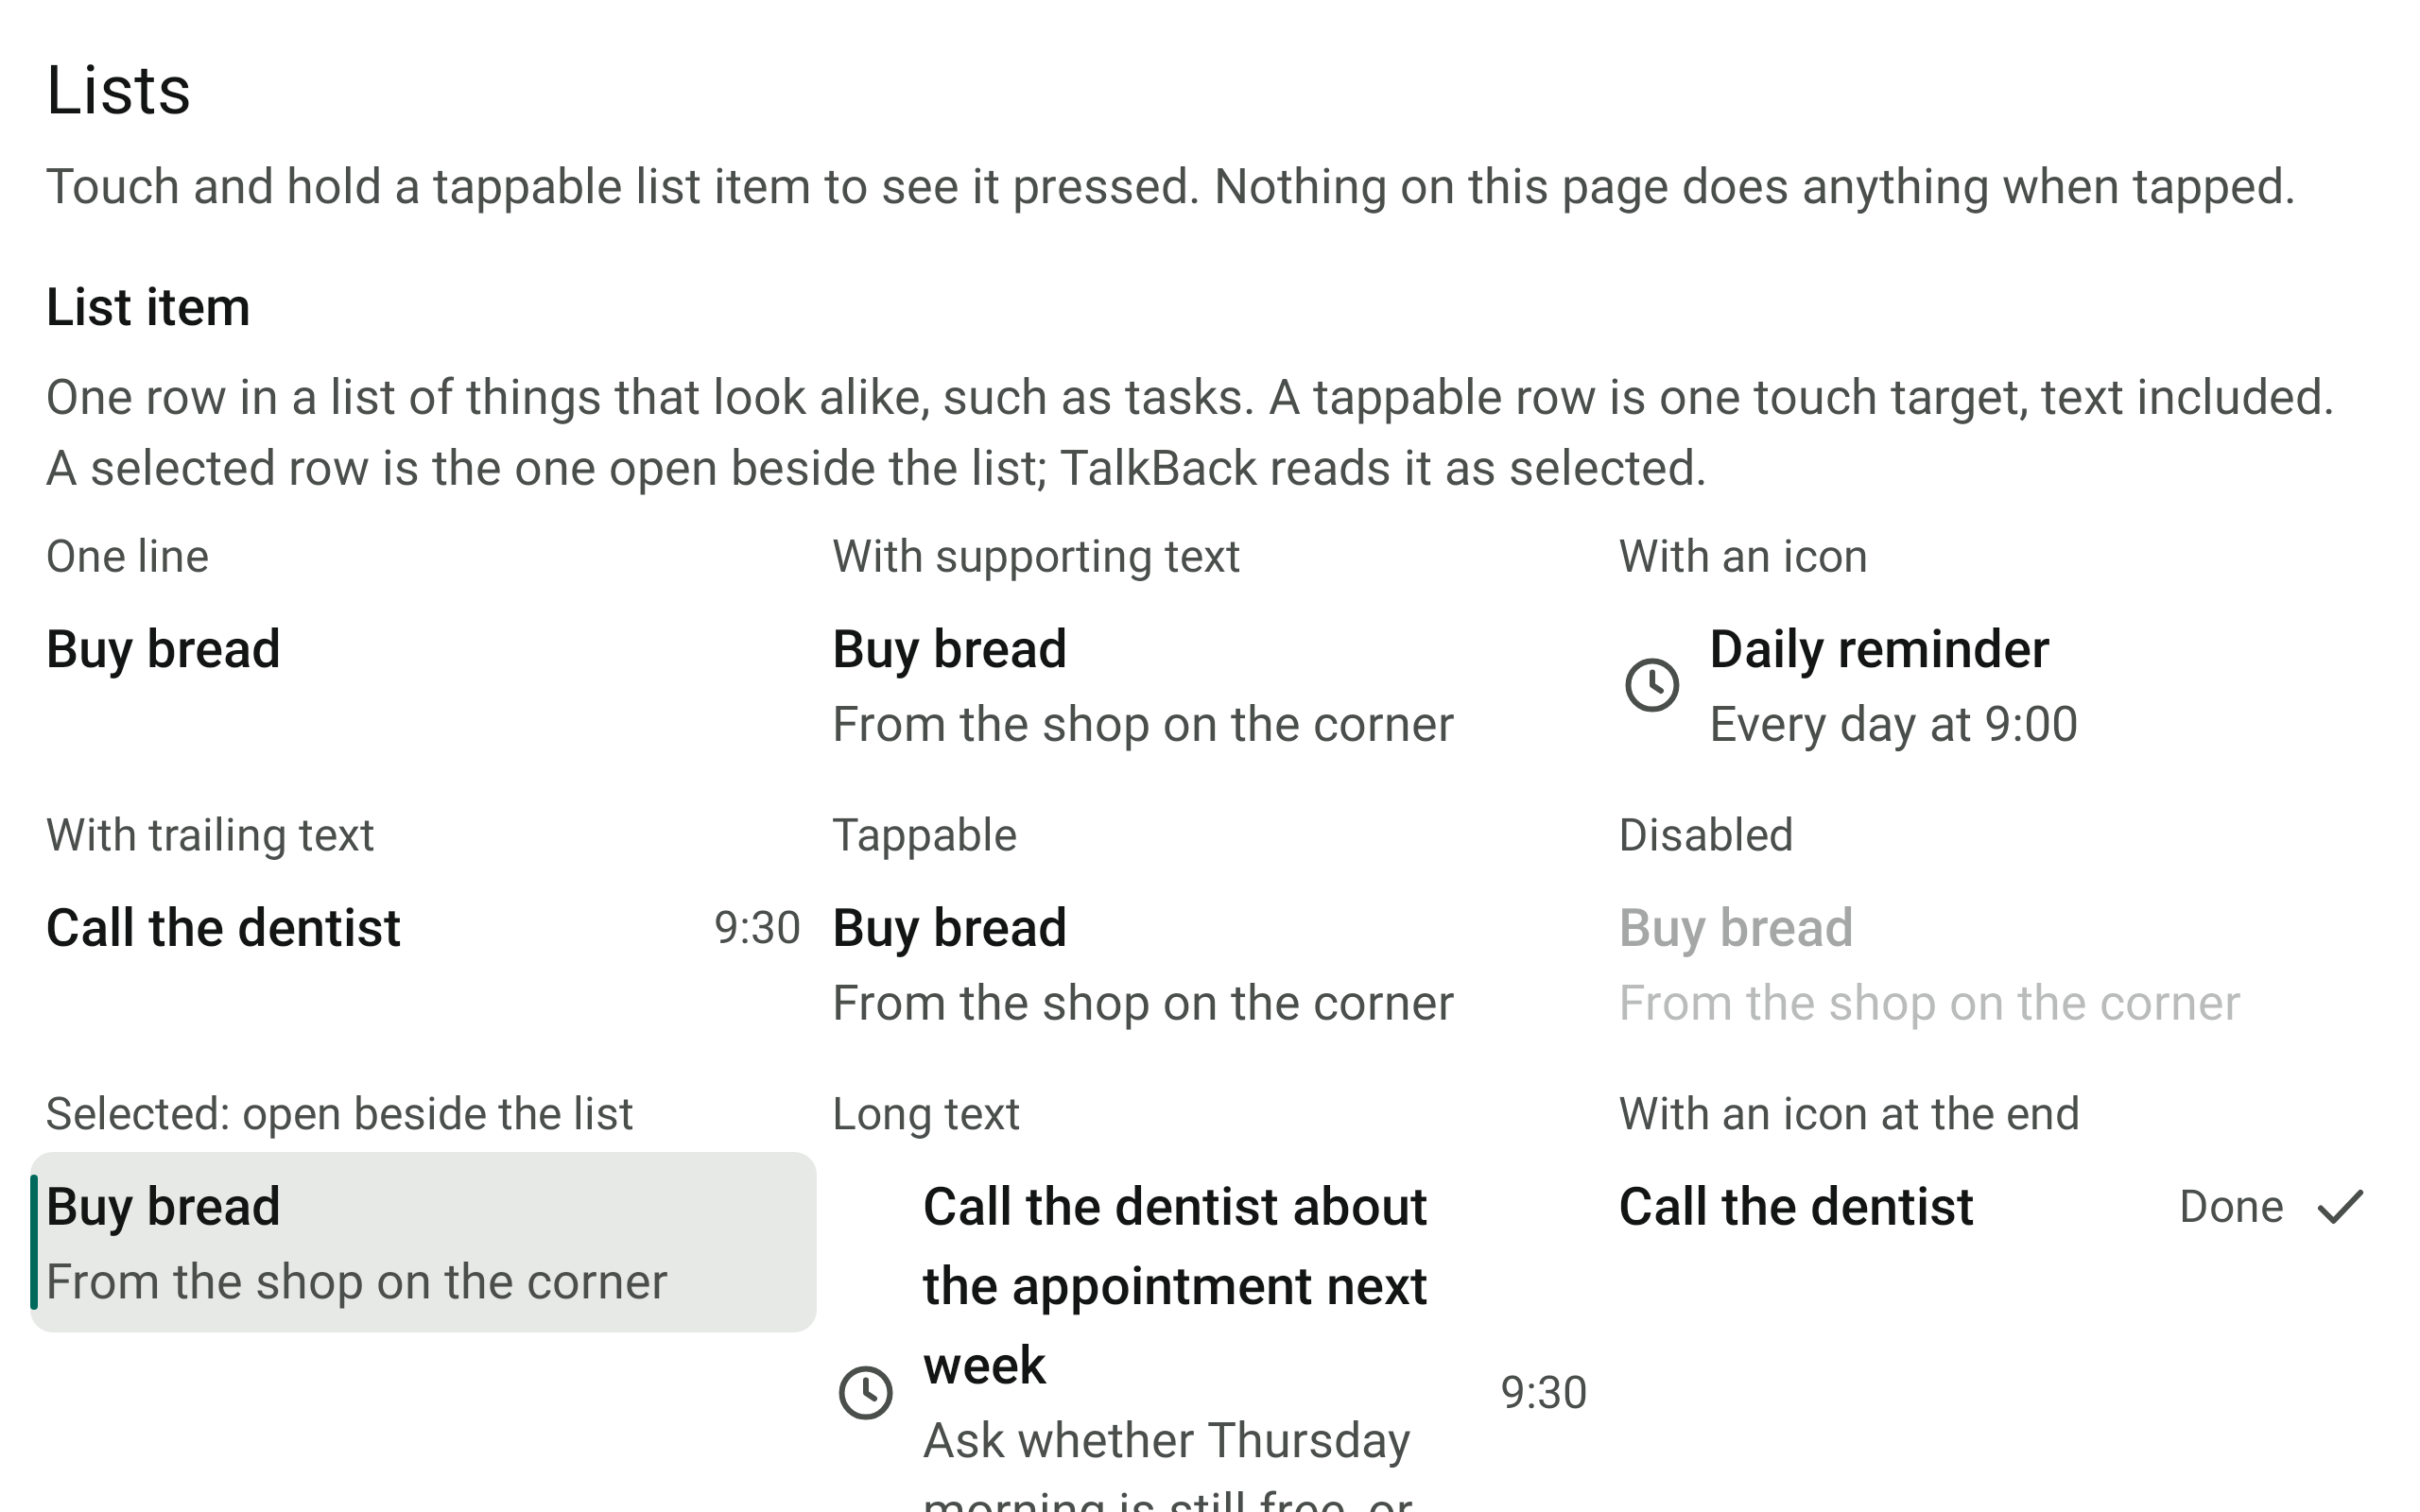 Lists
Touch and hold a tappable list item to see it pressed. Nothing on this page does anything when tapped.
List item
One row in a list of things that look alike, such as tasks. A tappable row is one touch target, text included.
A selected row is the one open beside the list; TalkBack reads it as selected.
One line
Buy bread
With supporting text
Buy bread
From the shop on the corner
With an icon
Daily reminder
Every day at 9:00
With trailing text
Call the dentist
9:30
Tappable
Buy bread
From the shop on the corner
Disabled
Buy bread
From the shop on the corner
Selected: open beside the list
Buy bread
From the shop on the corner
Long text
Call the dentist about
the appointment next
week
9:30
Ask whether Thursday
morning is still free, or
With an icon at the end
Call the dentist
Done